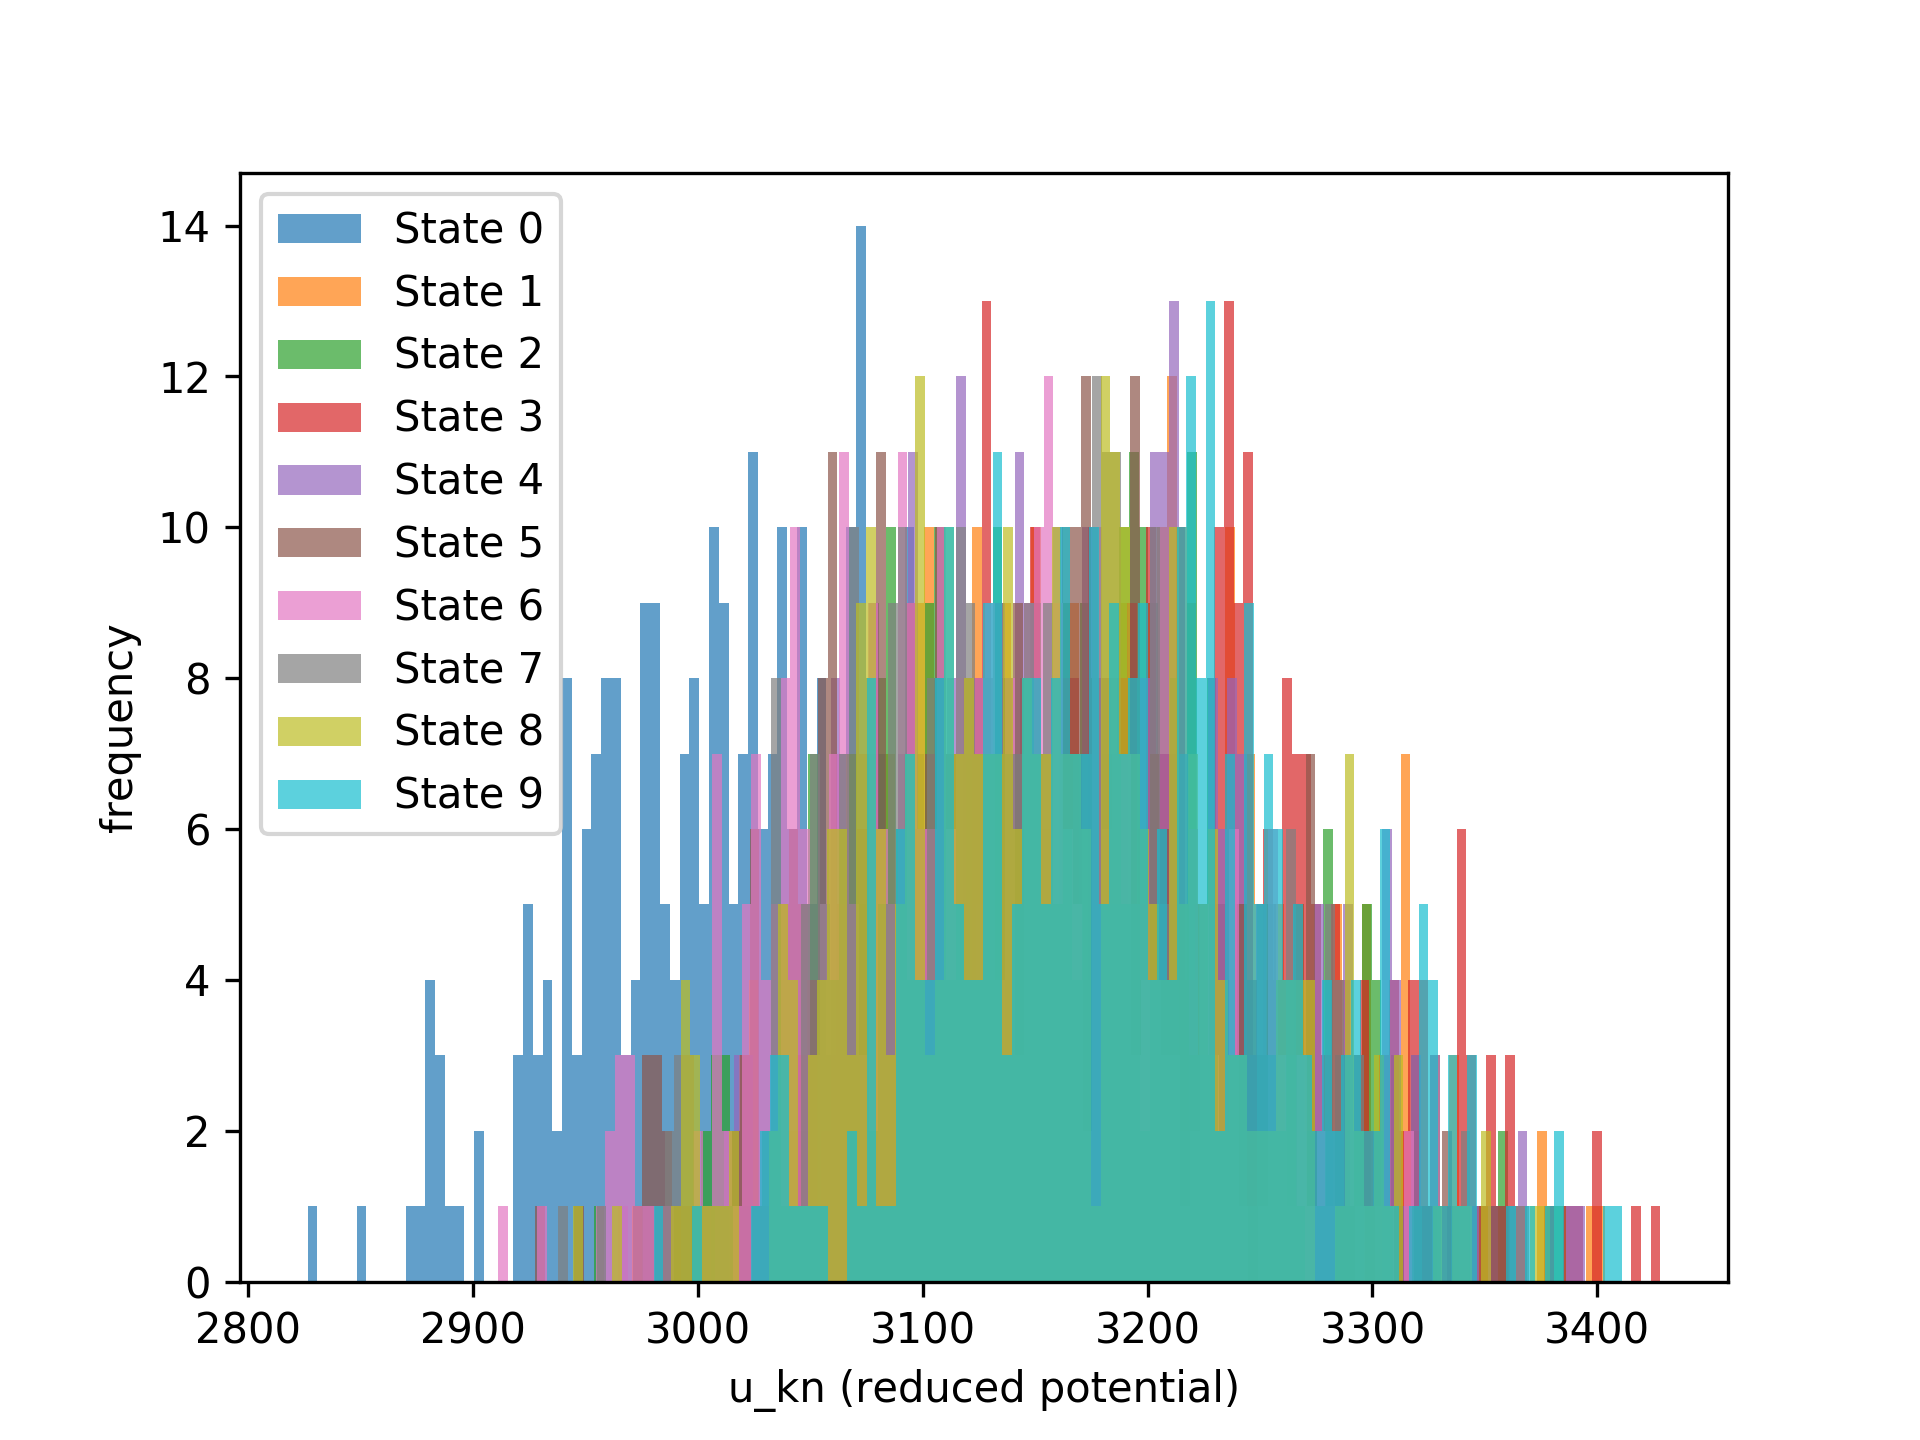 State 0
State 1
State 2
State 3
State 4
State 5
State 6
State 7
State 8
State 9
14
12
10
8
6
4
2
0
frequency
2800 2900 3000 3100 3200 3300 3400
u_kn (reduced potential)